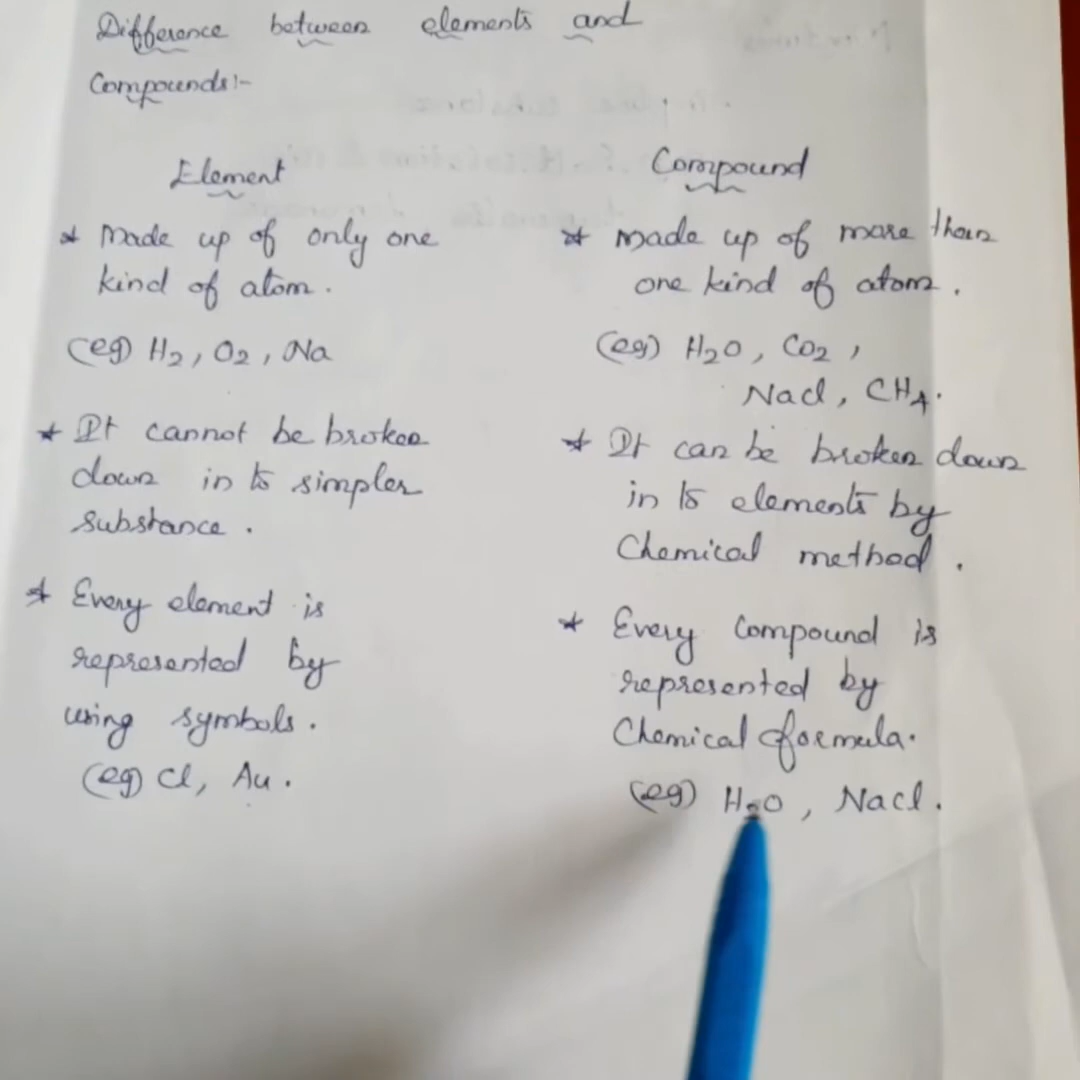 Difference between elements and
Compounds:-
Element
* Made up of only one
kind of atom.
(eg) H2, O2, Na
* It cannot be broken
down in to simpler
substance.
* Every element is
represented by
using symbols.
(eg) Cl, Au.
Compound
* Made up of more than
one kind of atom.
(eg) H2O, CO2,
Nacl, CH4.
* It can be broken down
in to elements by
Chemical method.
* Every Compound is
represented by
Chemical formula.
(eg) H2O, Nacl.